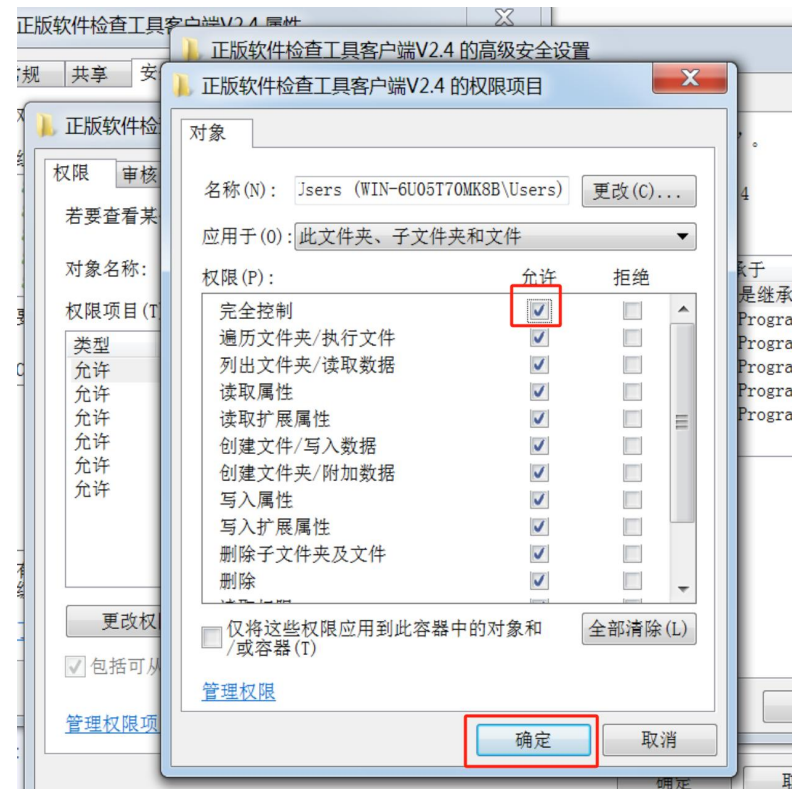 正版软件检查工具客户端V2.4 属性
正版软件检查工具客户端V2.4 的高级安全设置
共享
安
正版软件检
正版软件检查工具客户端V2.4 的权限项目
对象
权限
审核
若要查看某
对象名称:
权限项目(T
类型
允许
允许
允许
允许
允许
允许
更改权
包括可从
管理权限项
名称(N):
Jsers (WIN-6U05T70MK8B\Users)
更改(C)...
应用于(O):
此文件夹、子文件夹和文件
权限(P):
允许
拒绝
完全控制
遍历文件夹/执行文件
列出文件夹/读取数据
读取属性
读取扩展属性
创建文件/写入数据
创建文件夹/附加数据
写入属性
写入扩展属性
删除子文件夹及文件
删除
仅将这些权限应用到此容器中的对象和
/或容器(T)
全部清除(L)
管理权限
确定
取消
。
4
承于
是继承
Progra
Progra
Progra
Progra
Progra
确定